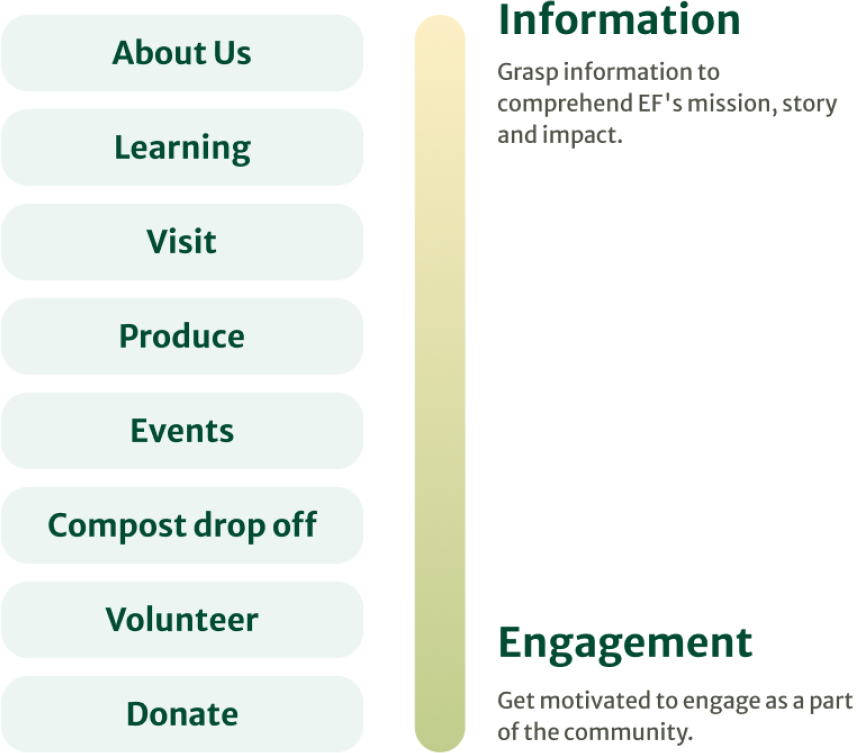 About Us
Learning
Visit
Produce
Events
Compost drop off
Volunteer
Donate
Information
Grasp information to
comprehend EF's mission, story
and impact.
Engagement
Get motivated to engage as a part
of the community.